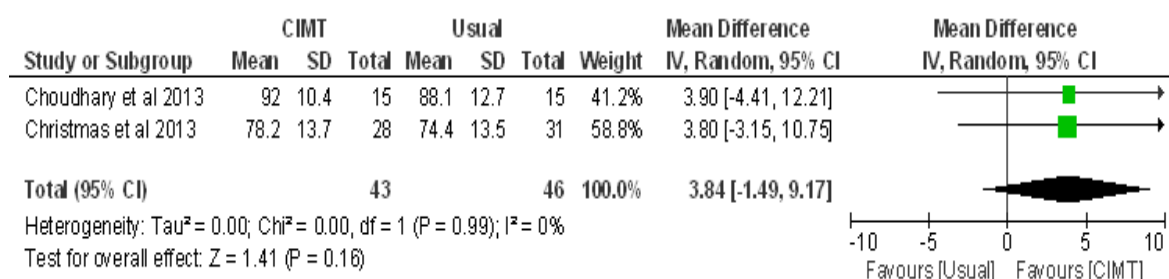 CIMT Usual Mean Difference Mean Difference
Study or Subgroup Mean SD Total Mean SD Total Weight IV, Random, 95% CI IV, Random, 95% CI
Choudhary et al 2013 92 10.4 15 88.1 12.7 15 41.2% 3.90 [-4.41, 12.21]
Christmas et al 2013 78.2 13.7 28 74.4 13.5 31 58.8% 3.80 [-3.15, 10.75]
Total (95% CI) 43 46 100.0% 3.84 [-1.49, 9.17]
Heterogeneity: Tau² = 0.00; Chi² = 0.00, df = 1 (P = 0.99); I² = 0%
Test for overall effect: Z = 1.41 (P = 0.16)
-10 -5 0 5 10
Favours [Usual] Favours [CIMT]